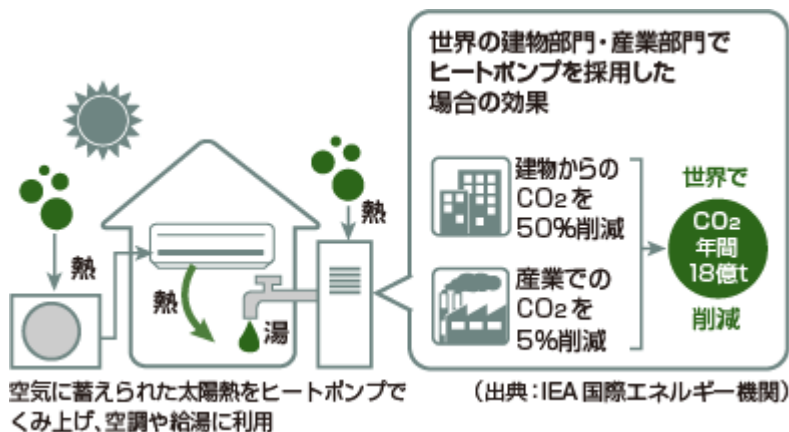 世界の建物部門・産業部門で
ヒートポンプを採用した
場合の効果
建物からの
CO2を
50%削減
産業での
CO2を
5%削減
世界で
CO2
年間
18億t
削減
(出典:IEA 国際エネルギー機関)
熱
熱
熱
湯
空気に蓄えられた太陽熱をヒートポンプで
くみ上げ、空調や給湯に利用